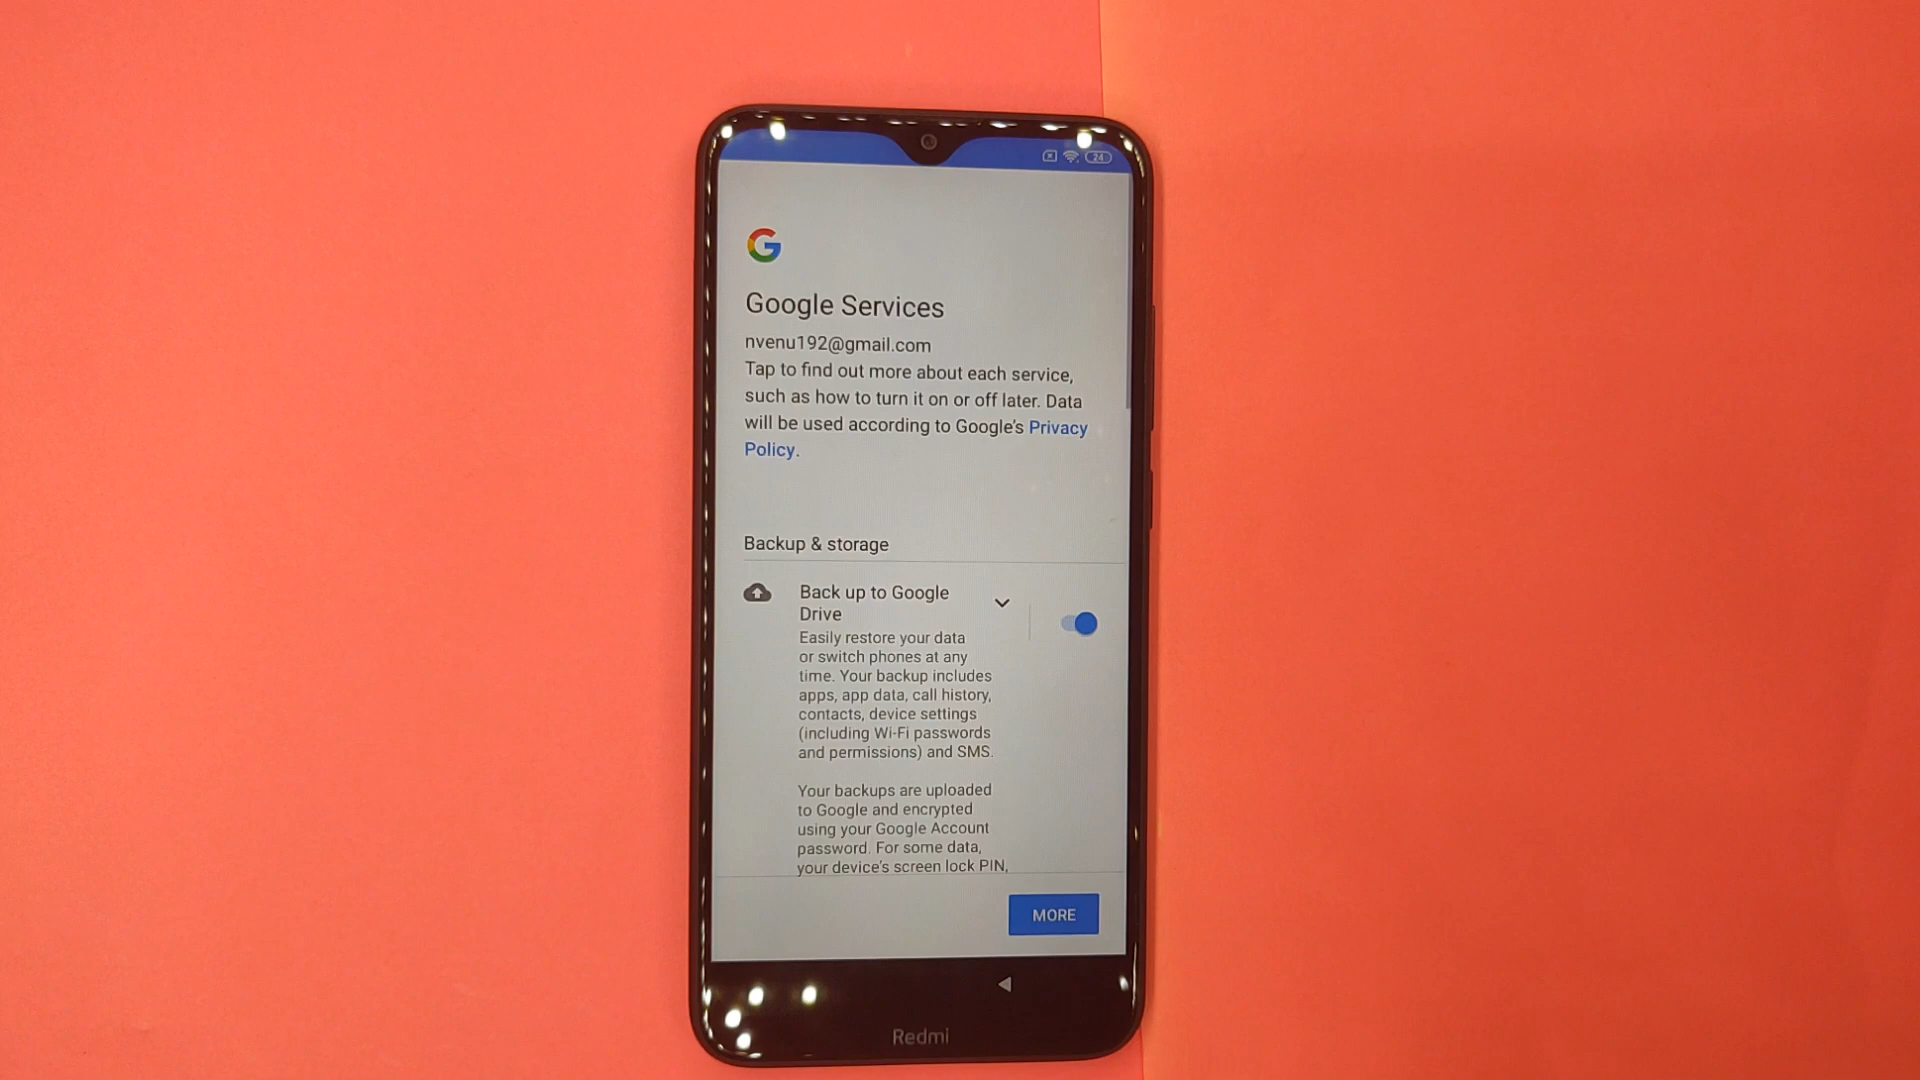 24
Google Services
nvenu192@gmail.com
Tap to find out more about each service,
such as how to turn it on or off later. Data
will be used according to Google's Privacy
Policy.
Backup & storage
Back up to Google
Drive
Easily restore your data
or switch phones at any
time. Your backup includes
apps, app data, call history,
contacts, device settings
(including Wi-Fi passwords
and permissions) and SMS.
Your backups are uploaded
to Google and encrypted
using your Google Account
password. For some data,
your device's screen lock PIN,
MORE
Redmi